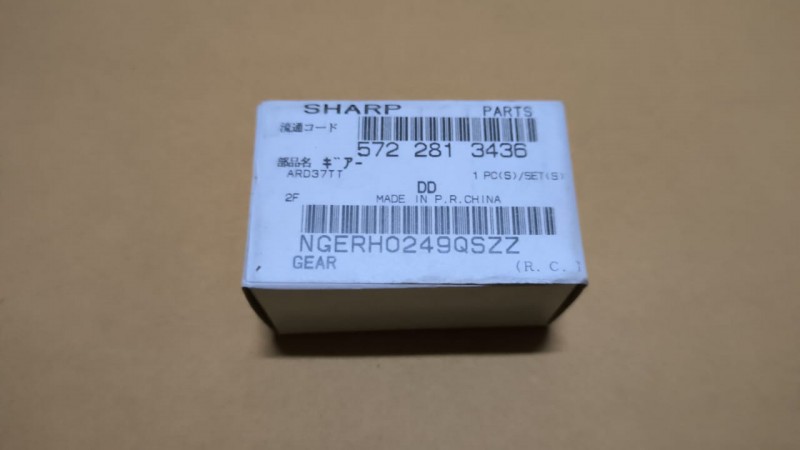 SHARP PARTS
流通コード
572 281 3436
部品名 ギアー
ARD37TT 1 PC(S)/SET(S)
DD
2F MADE IN P.R.CHINA
NGERH0249QSZZ
GEAR (R. C. )